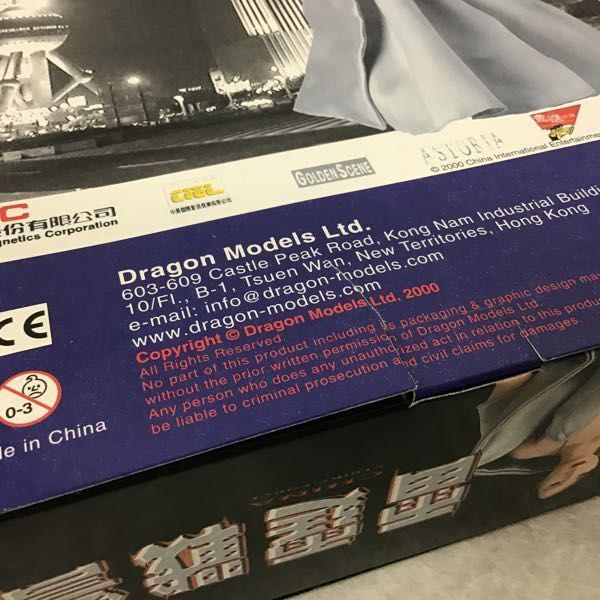 GOLDEN SCENE
ASTORIA
© 2000 China International Entertainment
C
份有限公司
gnetics Corporation
Dragon Models Ltd.
603-609 Castle Peak Road, Kong Nam Industrial Building
10/Fl., B-1, Tsuen Wan, New Territories, Hong Kong
e-mail: info@dragon-models.com
www.dragon-models.com
Copyright © Dragon Models Ltd. 2000
All Rights Reserved.
No part of this product including its packaging & graphic design may
without the prior written permission of Dragon Models Ltd.
Any person who does any unauthorized act in relation to this product
be liable to criminal prosecution and civil claims for damages.
CE
0-3
de in China